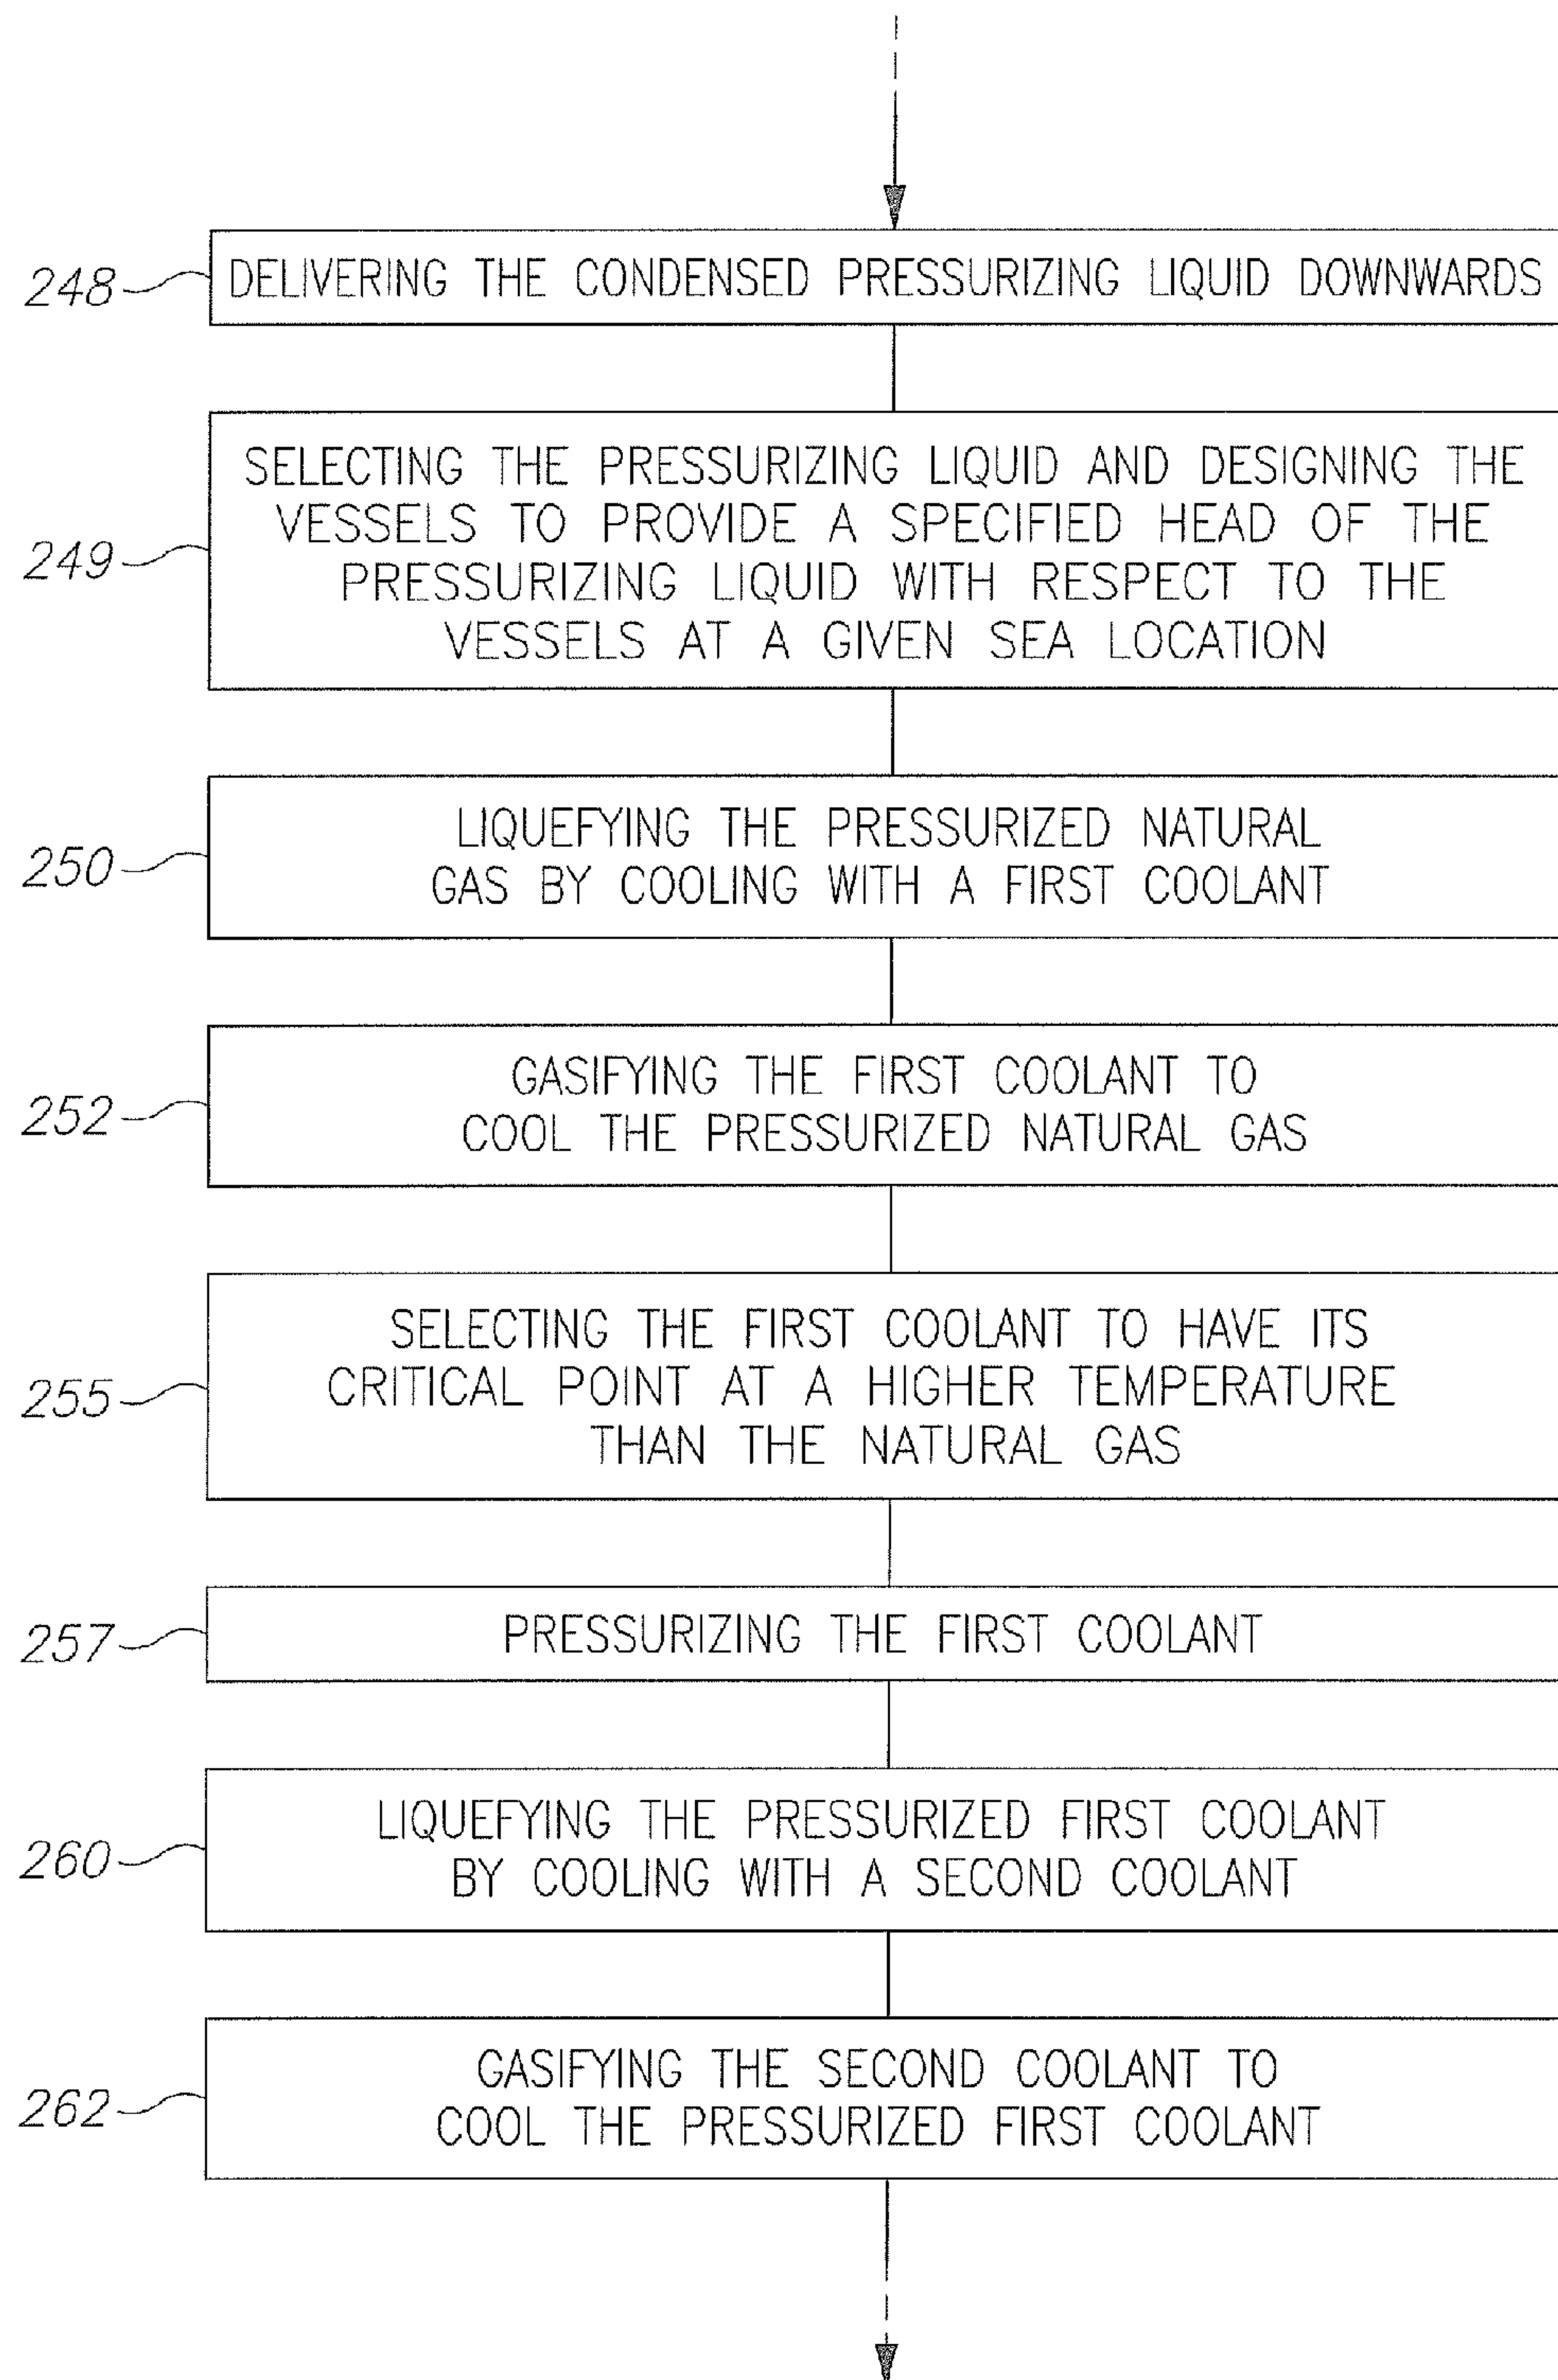 248 DELIVERING THE CONDENSED PRESSURIZING LIQUID DOWNWARDS
SELECTING THE PRESSURIZING LIQUID AND DESIGNING THE
VESSELS TO PROVIDE A SPECIFIED HEAD OF THE
249 PRESSURIZING LIQUID WITH RESPECT TO THE
VESSELS AT A GIVEN SEA LOCATION
LIQUEFYING THE PRESSURIZED NATURAL
250 GAS BY COOLING WITH A FIRST COOLANT
GASIFYING THE FIRST COOLANT TO
252 COOL THE PRESSURIZED NATURAL GAS
SELECTING THE FIRST COOLANT TO HAVE ITS
255 CRITICAL POINT AT A HIGHER TEMPERATURE
THAN THE NATURAL GAS
257 PRESSURIZING THE FIRST COOLANT
LIQUEFYING THE PRESSURIZED FIRST COOLANT
260 BY COOLING WITH A SECOND COOLANT
GASIFYING THE SECOND COOLANT TO
262 COOL THE PRESSURIZED FIRST COOLANT